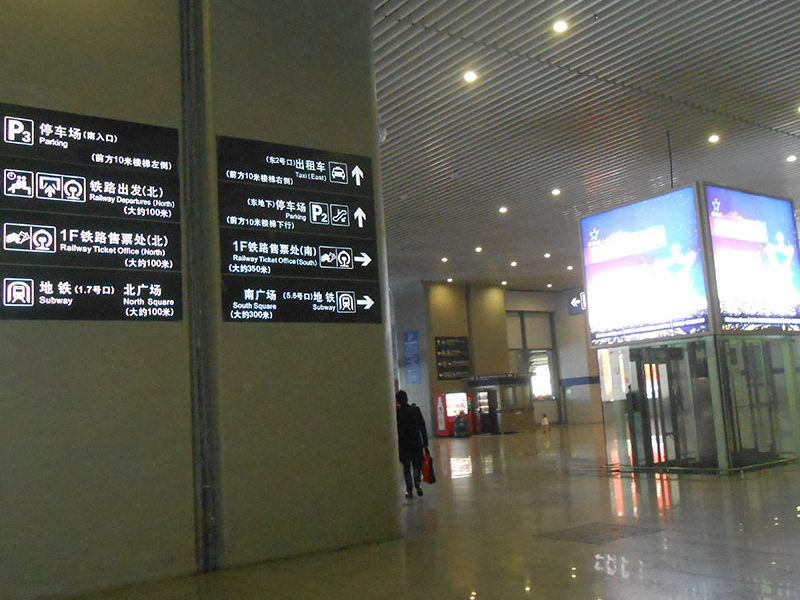 P3 停车场(南入口)
Parking
(前方10米楼梯左侧)
铁路出发(北)
Railway Departures (North)
(大约100米)
1F铁路售票处(北)
Railway Ticket Office (North)
(大约100米)
地铁(1.7号口) 北广场
Subway North Square
(大约100米)
(东2号口)出租车
Taxi (East)
(前方10米楼梯右侧)
(东地下)停车场 P2
Parking
(前方10米楼梯下行)
1F铁路售票处(南)
Railway Ticket Office (South)
(大约350米)
南广场 (5.6号口)地铁
South Square Subway
(大约300米)